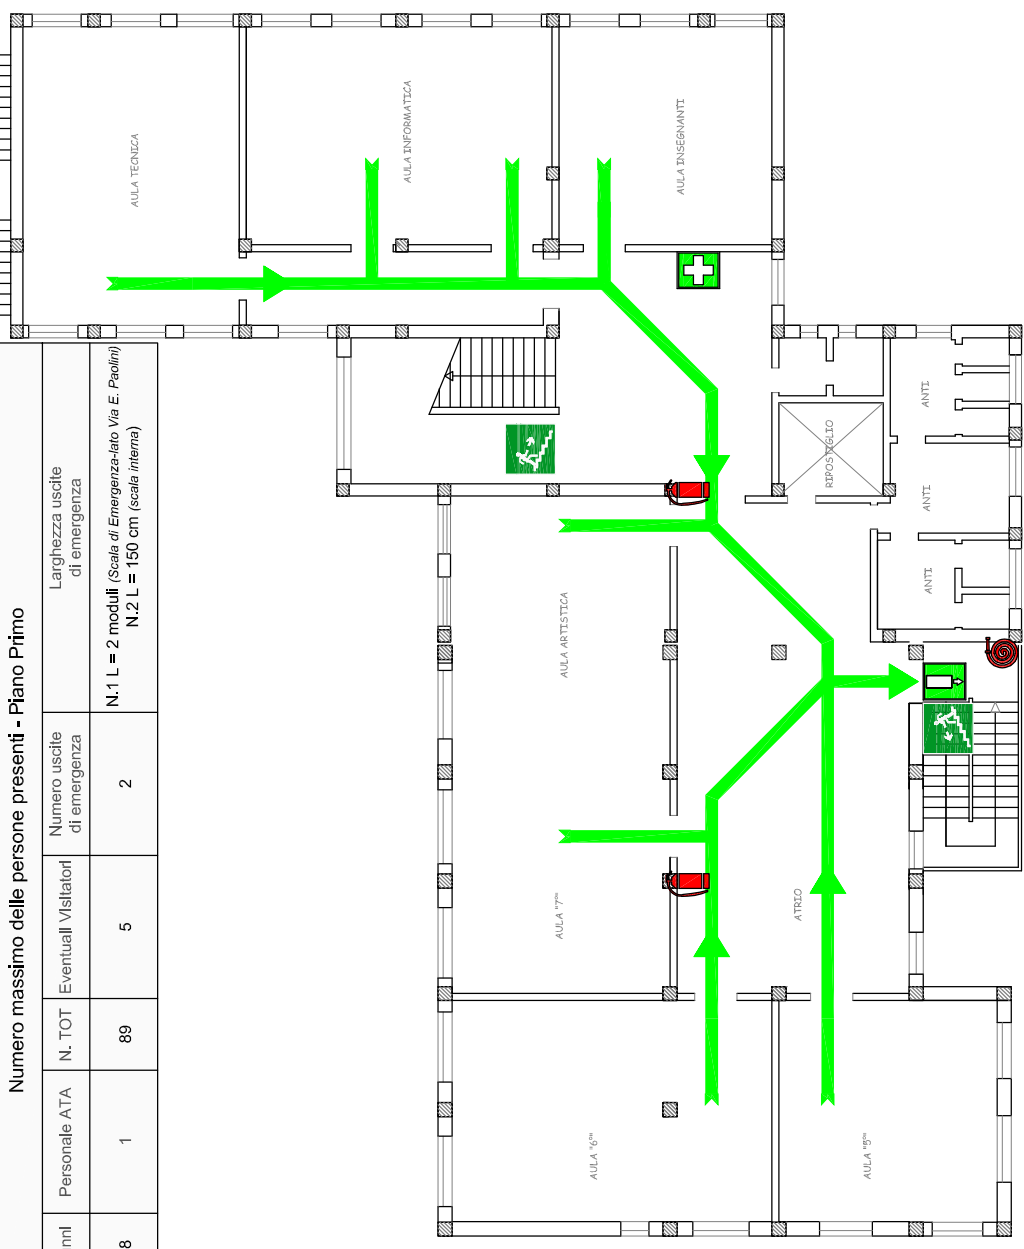 Numero massimo delle persone presenti - Piano Primo
Personale ATA
N. TOT
Eventuali Visitatori
Numero uscite
di emergenza
Larghezza uscite
di emergenza
8
1
89
5
2
N.1 L = 2 moduli (Scala di Emergenza-lato Via E. Paolini)
N.2 L = 150 cm (scala interna)
AULA TECNICA
AULA INFORMATICA
AULA INSEGNANTI
ANTI
RIPOSTIGLIO
ANTI
ANTI
AULA ARTISTICA
AULA "7"
ATRIO
AULA "6"
AULA "5"